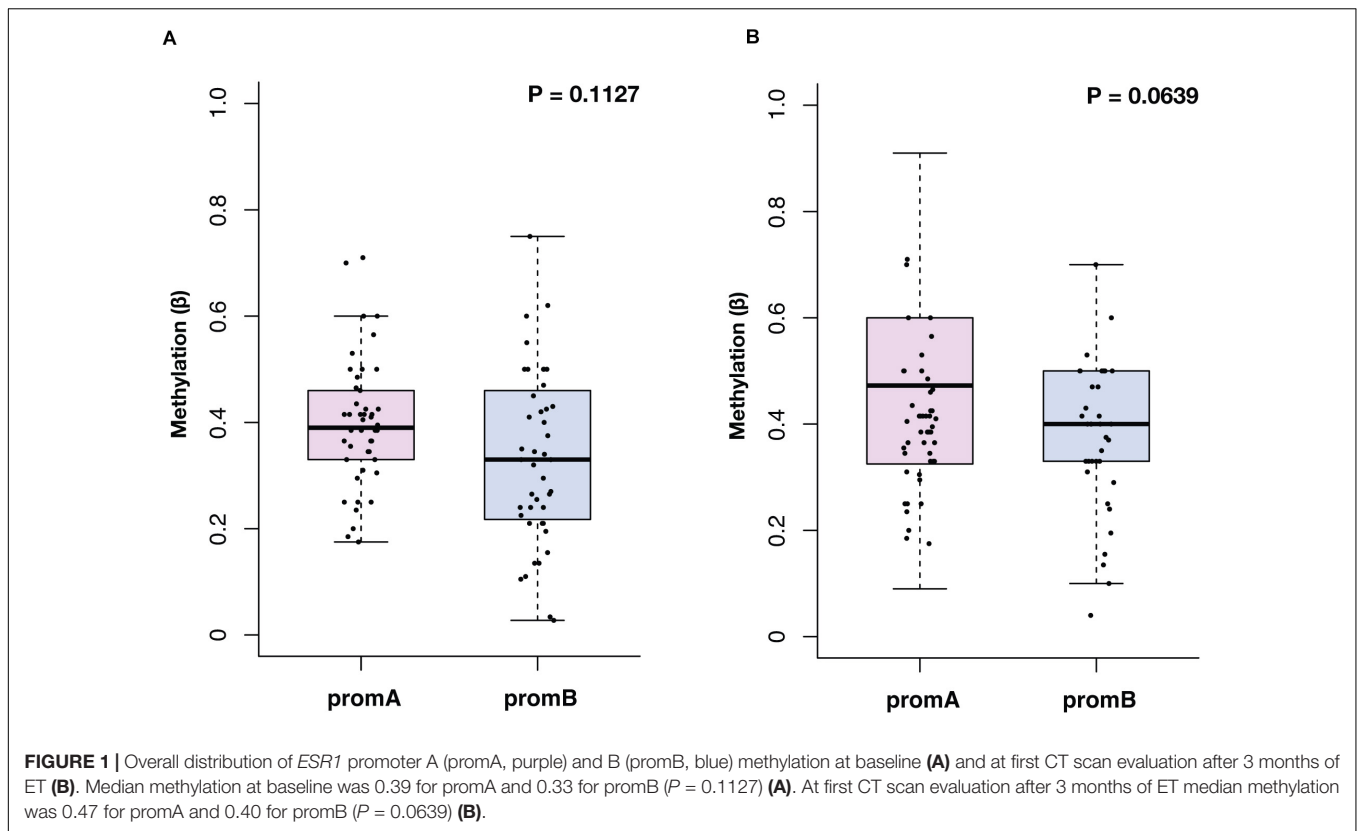 A
P = 0.1127
Methylation (β)
1.0
0.8
0.6
0.4
0.2
0
promA
promB
B
P = 0.0639
Methylation (β)
1.0
0.8
0.6
0.4
0.2
0
promA
promB
FIGURE 1 | Overall distribution of ESR1 promoter A (promA, purple) and B (promB, blue) methylation at baseline (A) and at first CT scan evaluation after 3 months of
ET (B). Median methylation at baseline was 0.39 for promA and 0.33 for promB (P = 0.1127) (A). At first CT scan evaluation after 3 months of ET median methylation
was 0.47 for promA and 0.40 for promB (P = 0.0639) (B).